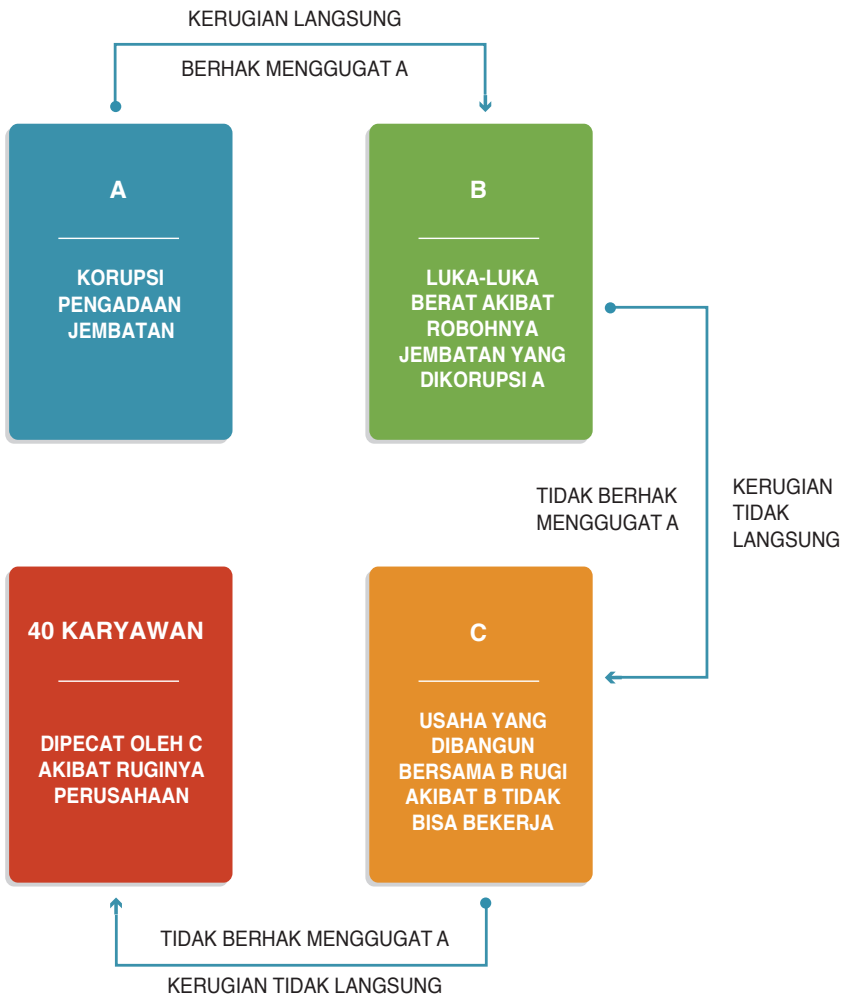 KERUGIAN LANGSUNG
BERHAK MENGGUGAT A
A
KORUPSI
PENGADAAN
JEMBATAN
B
LUKA-LUKA
BERAT AKIBAT
ROBOHNYA
JEMBATAN YANG
DIKORUPSI A
TIDAK BERHAK
MENGGUGAT A
KERUGIAN
TIDAK
LANGSUNG
40 KARYAWAN
DIPECAT OLEH C
AKIBAT RUGINYA
PERUSAHAAN
C
USAHA YANG
DIBANGUN
BERSAMA B RUGI
AKIBAT B TIDAK
BISA BEKERJA
TIDAK BERHAK MENGGUGAT A
KERUGIAN TIDAK LANGSUNG